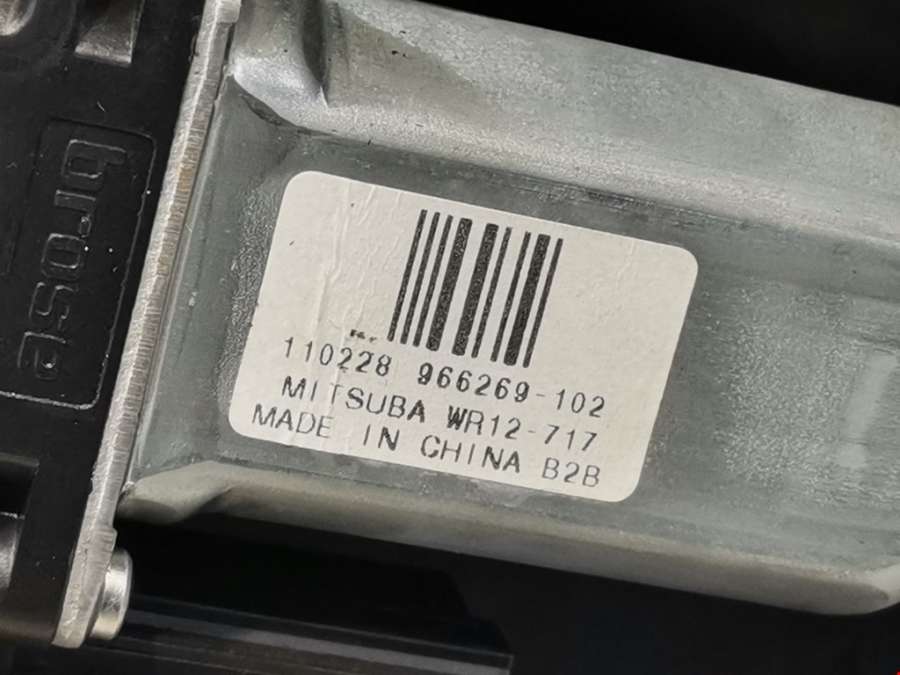 brose
110228 966269-102
MITSUBA WR12-717
MADE IN CHINA B2B